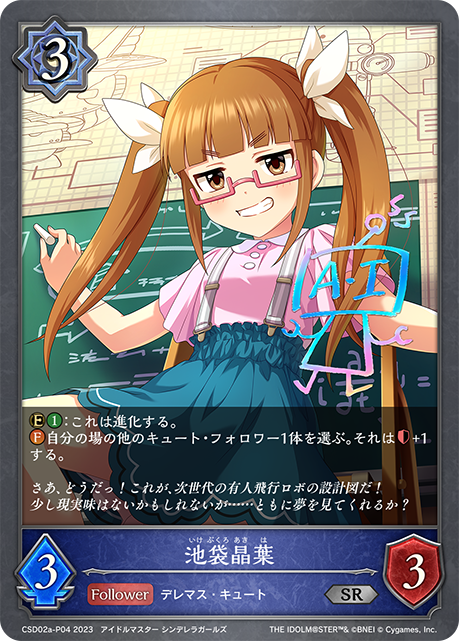 3
S子
A・I
E 1：これは進化する。
F 自分の場の他のキュート・フォロワー1体を選ぶ。それは+1
する。
さあ、どうだっ！これが、次世代の有人飛行ロボの設計図だ！
少し現実味はないかもしれないが……ともに夢を見てくれるか？
いけ ぶくろ あき は
池袋晶葉
3
Follower
デレマス・キュート
SR
3
CSD02a-P04 2023 アイドルマスター シンデレラガールズ
THE IDOLM@STER™& ©BNEI © Cygames, Inc.